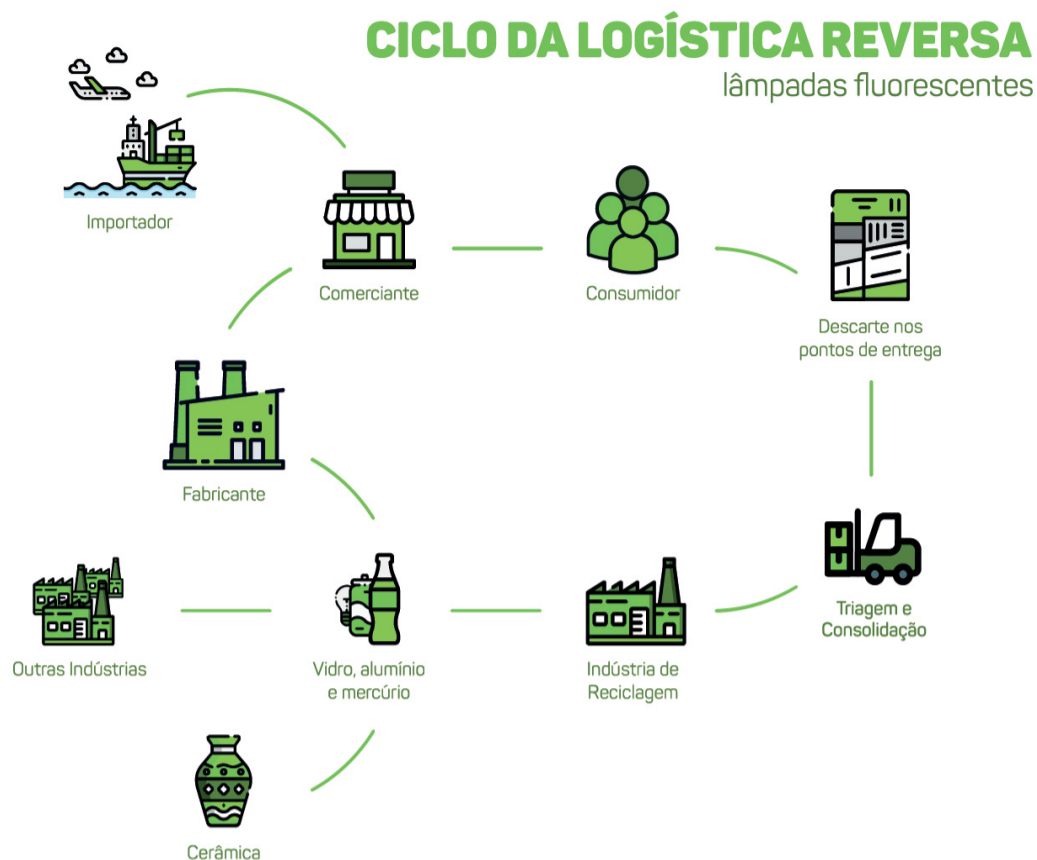 CICLO DA LOGÍSTICA REVERSA
lâmpadas fluorescentes
Importador
Comerciante
Consumidor
Descarte nos
pontos de entrega
Fabricante
Triagem e
Consolidação
Outras Indústrias
Vidro, alumínio
e mercúrio
Indústria de
Reciclagem
Cerâmica